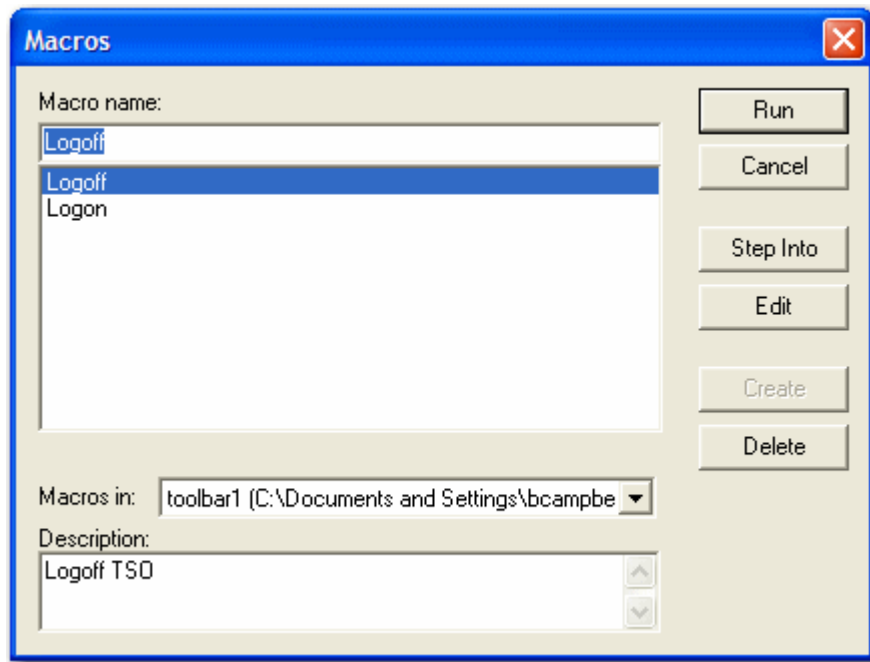 Macros
Macro name:
Run
Logoff
Cancel
Logoff
Logon
Step Into
Edit
Create
Delete
Macros in: toolbar1 (C:\Documents and Settings\bcampbe
Description:
Logoff TSO